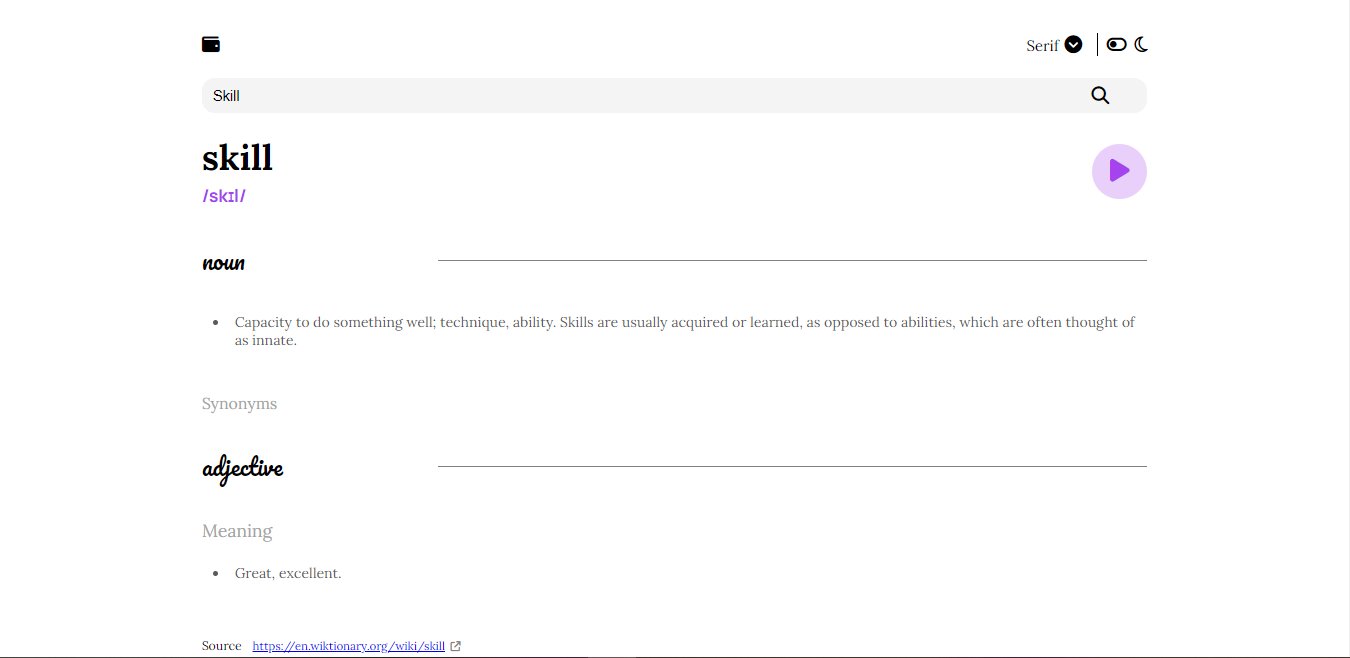 Serif
Skill
skill
/skɪl/
noun
Capacity to do something well; technique, ability. Skills are usually acquired or learned, as opposed to abilities, which are often thought of
as innate.
Synonyms
adjective
Meaning
Great, excellent.
Source https://en.wiktionary.org/wiki/skill